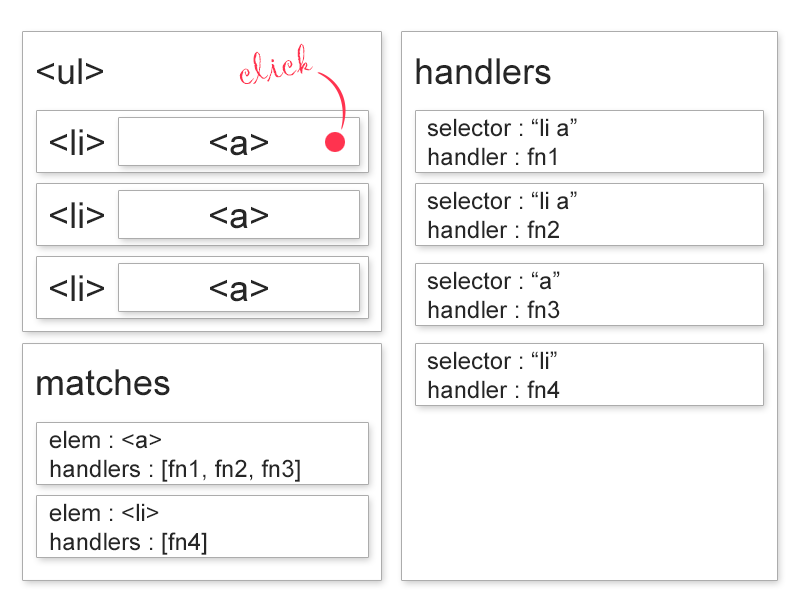 <ul>
click
<li> <a>
<li> <a>
<li> <a>
matches
elem : <a>
handlers : [fn1, fn2, fn3]
elem : <li>
handlers : [fn4]
handlers
selector : “li a”
handler : fn1
selector : “li a”
handler : fn2
selector : “a”
handler : fn3
selector : “li”
handler : fn4